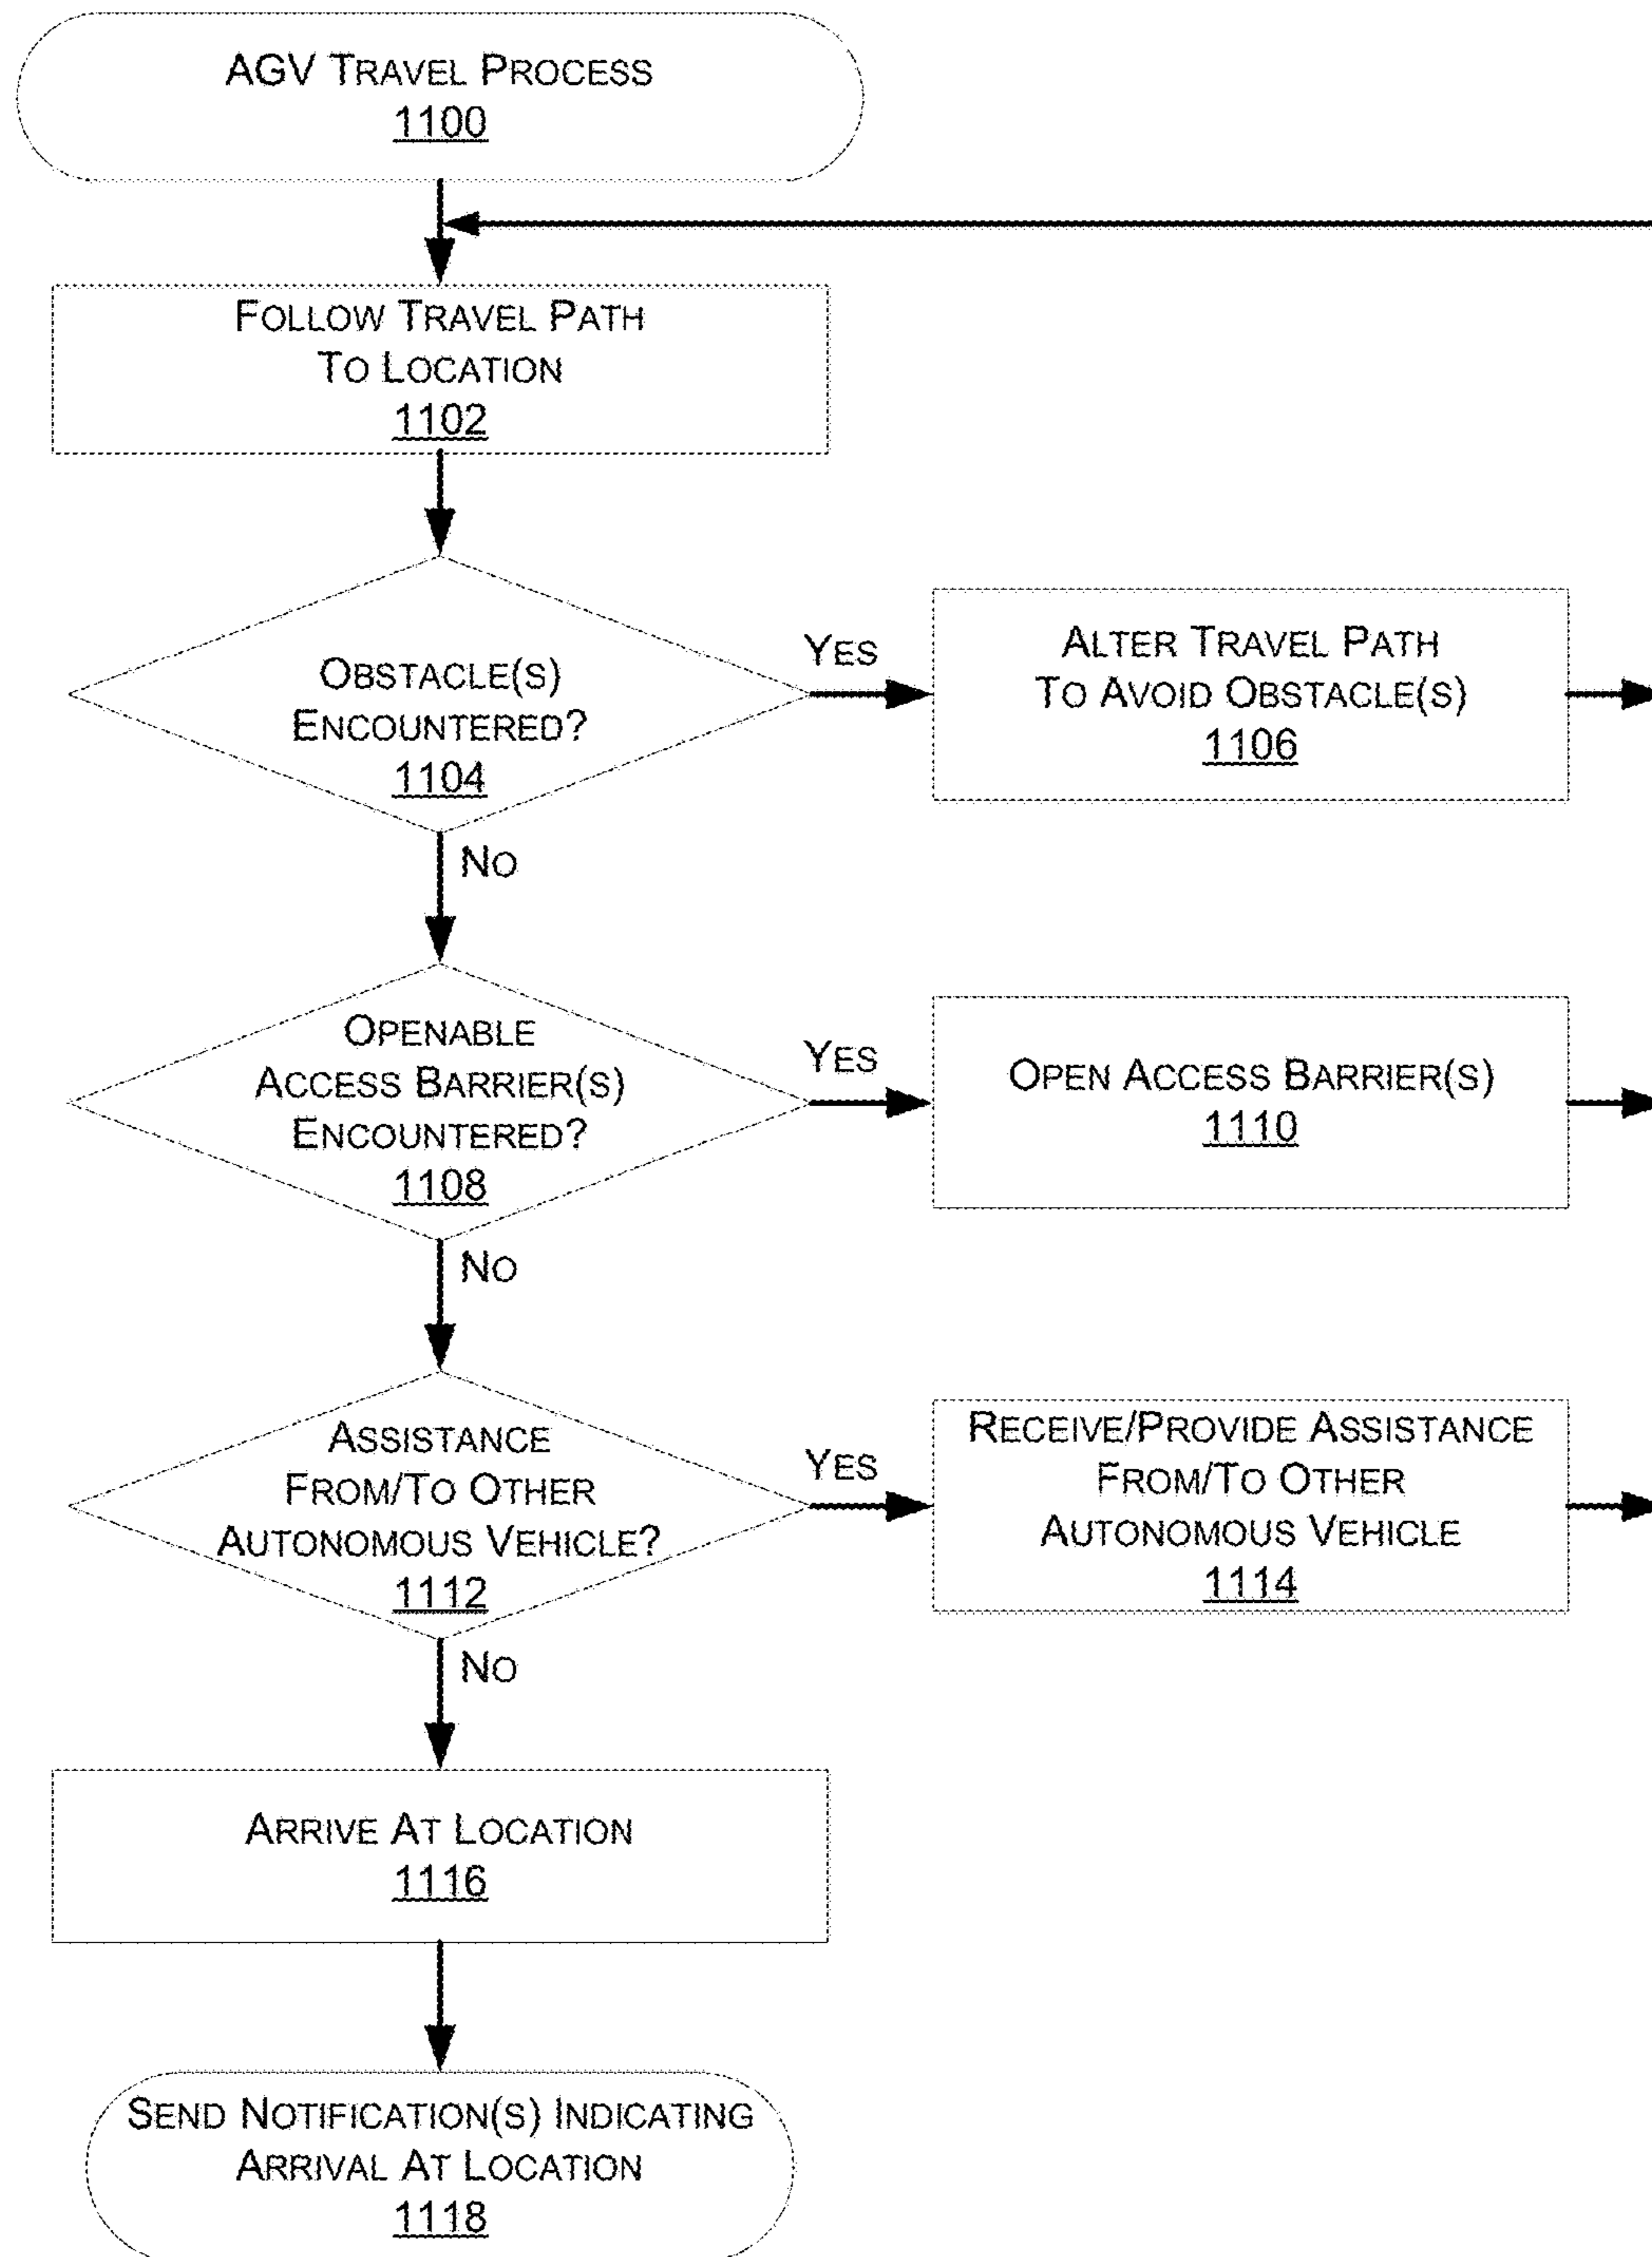 AGV TRAVEL PROCESS
1100
FOLLOW TRAVEL PATH
TO LOCATION
1102
OBSTACLE(S)
ENCOUNTERED?
1104
YES
ALTER TRAVEL PATH
TO AVOID OBSTACLE(S)
1106
NO
OPENABLE
ACCESS BARRIER(S)
ENCOUNTERED?
1108
YES
OPEN ACCESS BARRIER(S)
1110
NO
ASSISTANCE
FROM/TO OTHER
AUTONOMOUS VEHICLE?
1112
YES
RECEIVE/PROVIDE ASSISTANCE
FROM/TO OTHER
AUTONOMOUS VEHICLE
1114
NO
ARRIVE AT LOCATION
1116
SEND NOTIFICATION(S) INDICATING
ARRIVAL AT LOCATION
1118